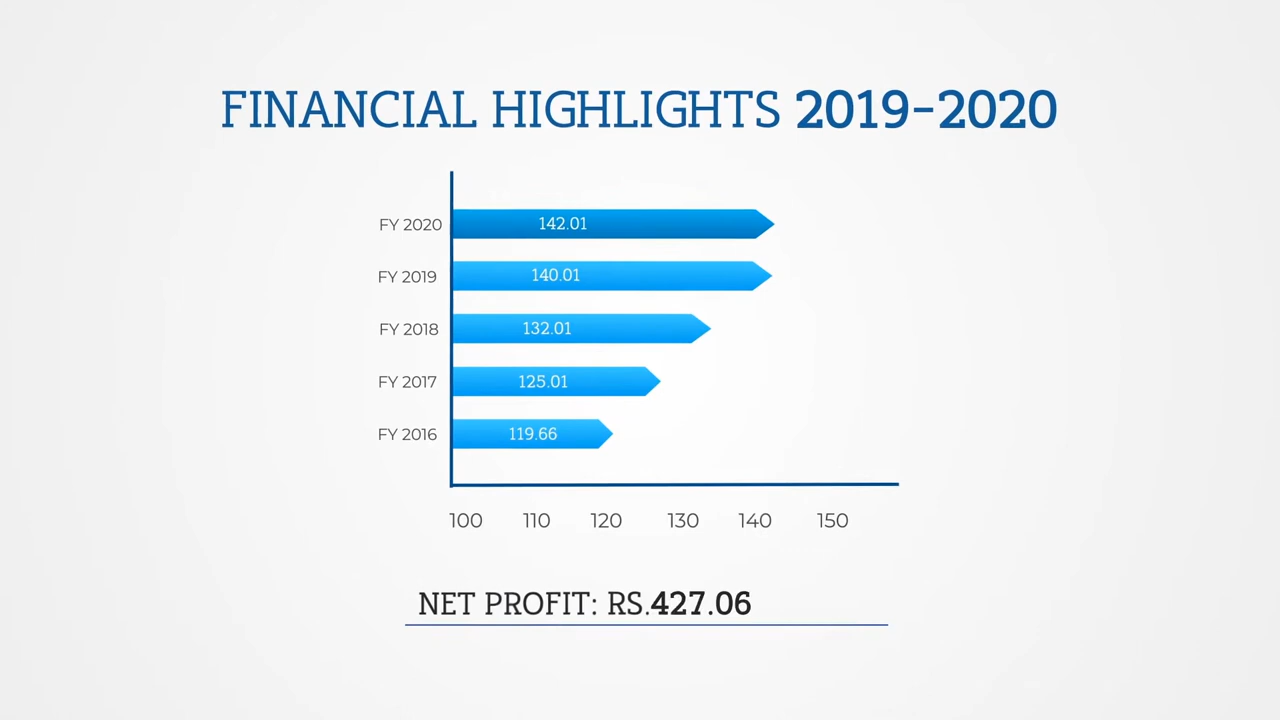 FINANCIAL HIGHLIGHTS 2019-2020
FY 2020 142.01
FY 2019 140.01
FY 2018 132.01
FY 2017 125.01
FY 2016 119.66
100 110 120 130 140 150
NET PROFIT: RS.427.06